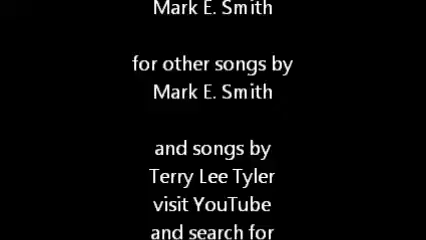 Mark E. Smith
for other songs by
Mark E. Smith
and songs by
Terry Lee Tyler
visit YouTube
and search for